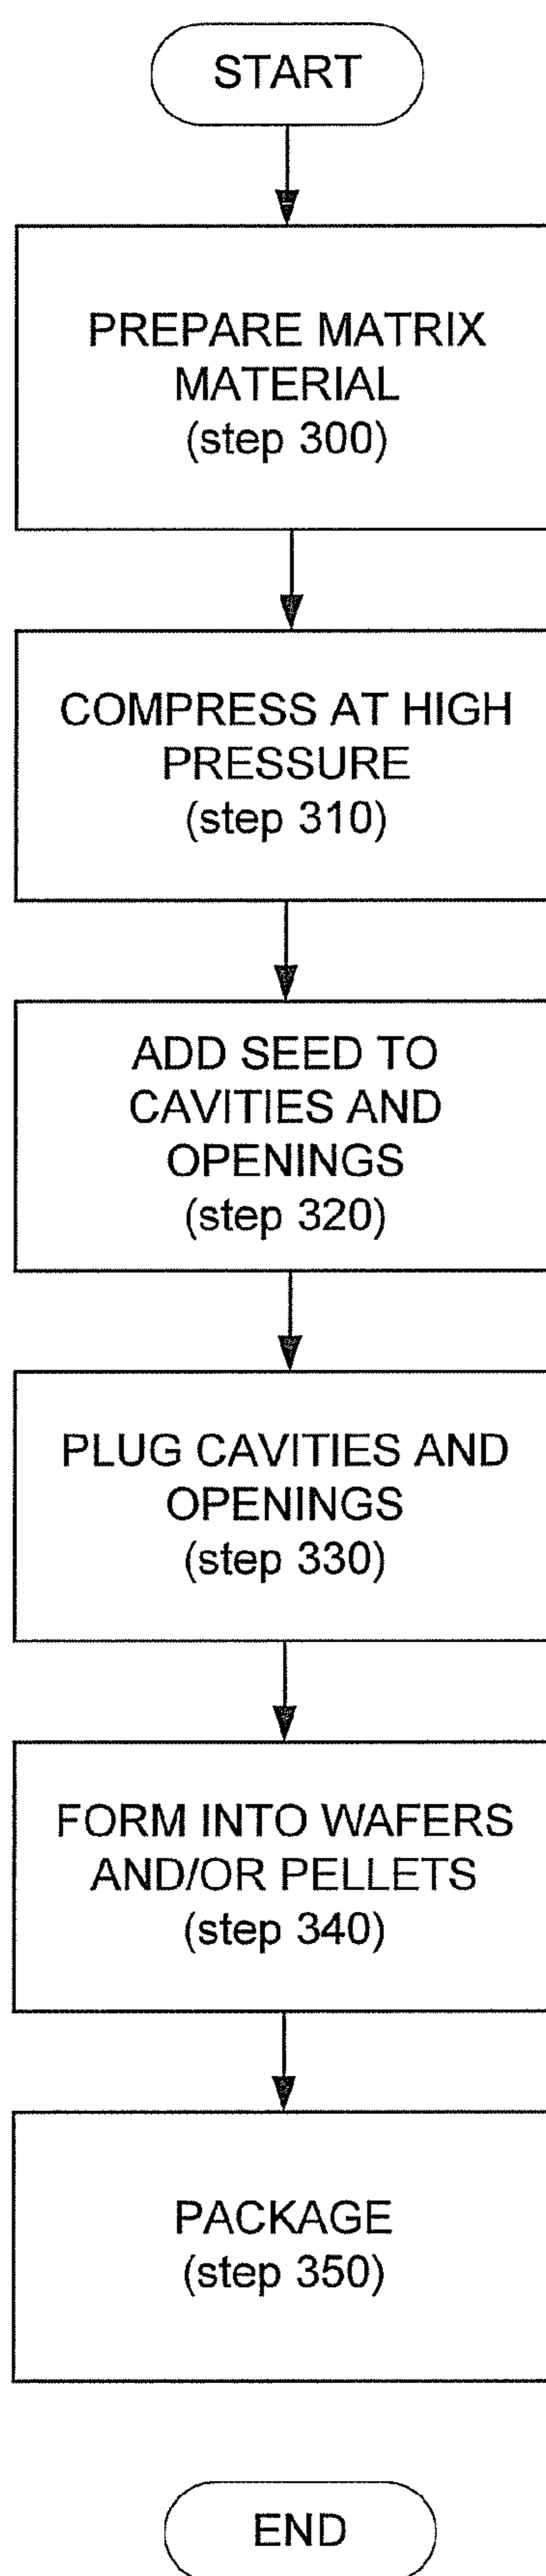 START
PREPARE MATRIX
MATERIAL
(step 300)
COMPRESS AT HIGH
PRESSURE
(step 310)
ADD SEED TO
CAVITIES AND
OPENINGS
(step 320)
PLUG CAVITIES AND
OPENINGS
(step 330)
FORM INTO WAFERS
AND/OR PELLETS
(step 340)
PACKAGE
(step 350)
END